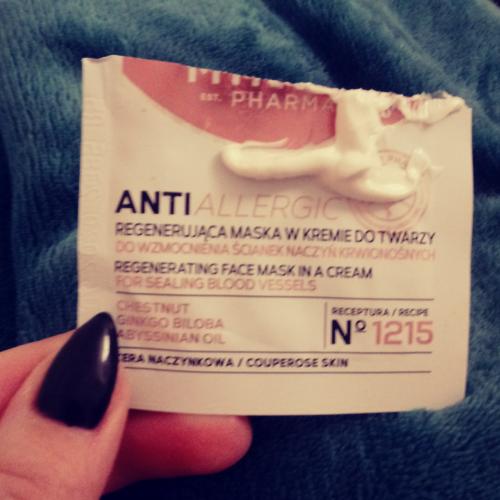 EST. PHARMA
ANTIALLERGIC
REGENERUJĄCA MASKA W KREMIE DO TWARZY
DO WZMOCNIENIA ŚCIANEK NACZYŃ KRWIONOŚNYCH
REGENERATING FACE MASK IN A CREAM
FOR SEALING BLOOD VESSELS
CHESTNUT
GINKGO BILOBA
ABYSSINIAN OIL
RECEPTURA / RECIPE
Nº 1215
CERA NACZYNKOWA / COUPEROSE SKIN